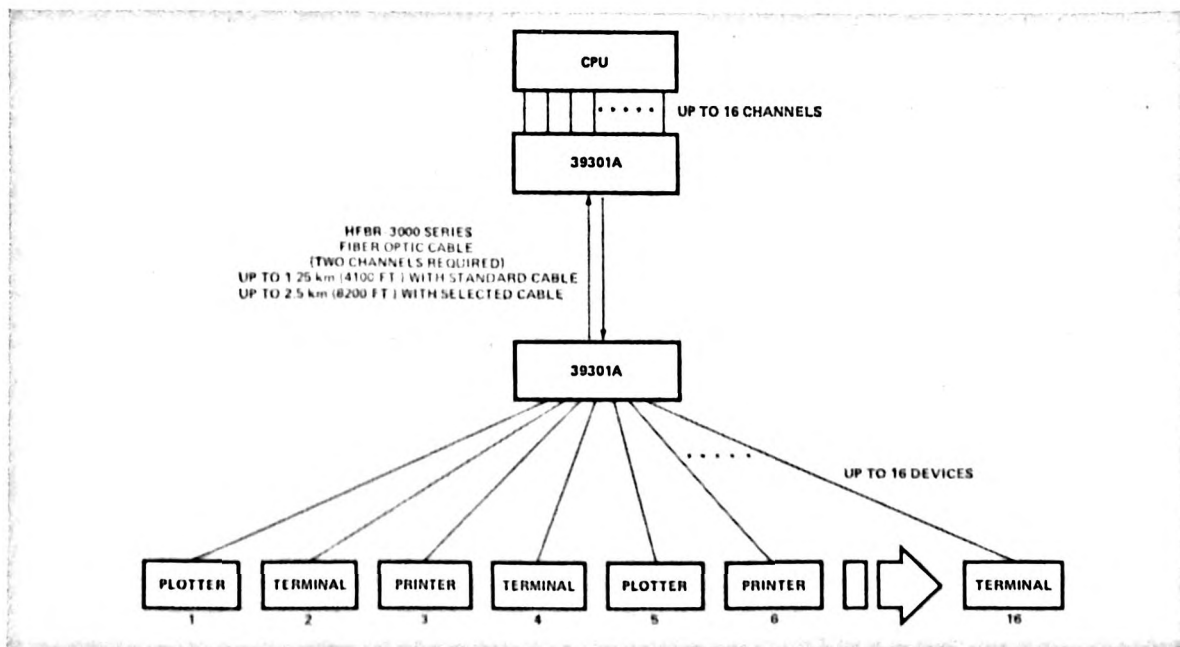 CPU
UP TO 16 CHANNELS
39301A
HFBR-3000 SERIES
FIBER OPTIC CABLE
(TWO CHANNELS REQUIRED)
UP TO 1.25 km (4100 FT.) WITH STANDARD CABLE
UP TO 2.5 km (8200 FT.) WITH SELECTED CABLE
39301A
UP TO 16 DEVICES
PLOTTER TERMINAL PRINTER TERMINAL PLOTTER PRINTER TERMINAL
1 2 3 4 5 6 16